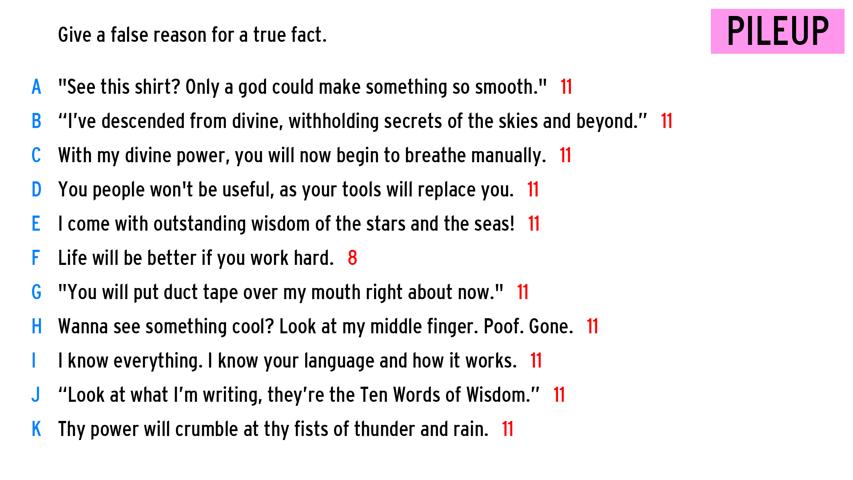 Give a false reason for a true fact.
PILEUP
A "See this shirt? Only a god could make something so smooth." 11
B “I’ve descended from divine, withholding secrets of the skies and beyond.” 11
C With my divine power, you will now begin to breathe manually. 11
D You people won't be useful, as your tools will replace you. 11
E I come with outstanding wisdom of the stars and the seas! 11
F Life will be better if you work hard. 8
G "You will put duct tape over my mouth right about now." 11
H Wanna see something cool? Look at my middle finger. Poof. Gone. 11
I I know everything. I know your language and how it works. 11
J “Look at what I’m writing, they’re the Ten Words of Wisdom.” 11
K Thy power will crumble at thy fists of thunder and rain. 11